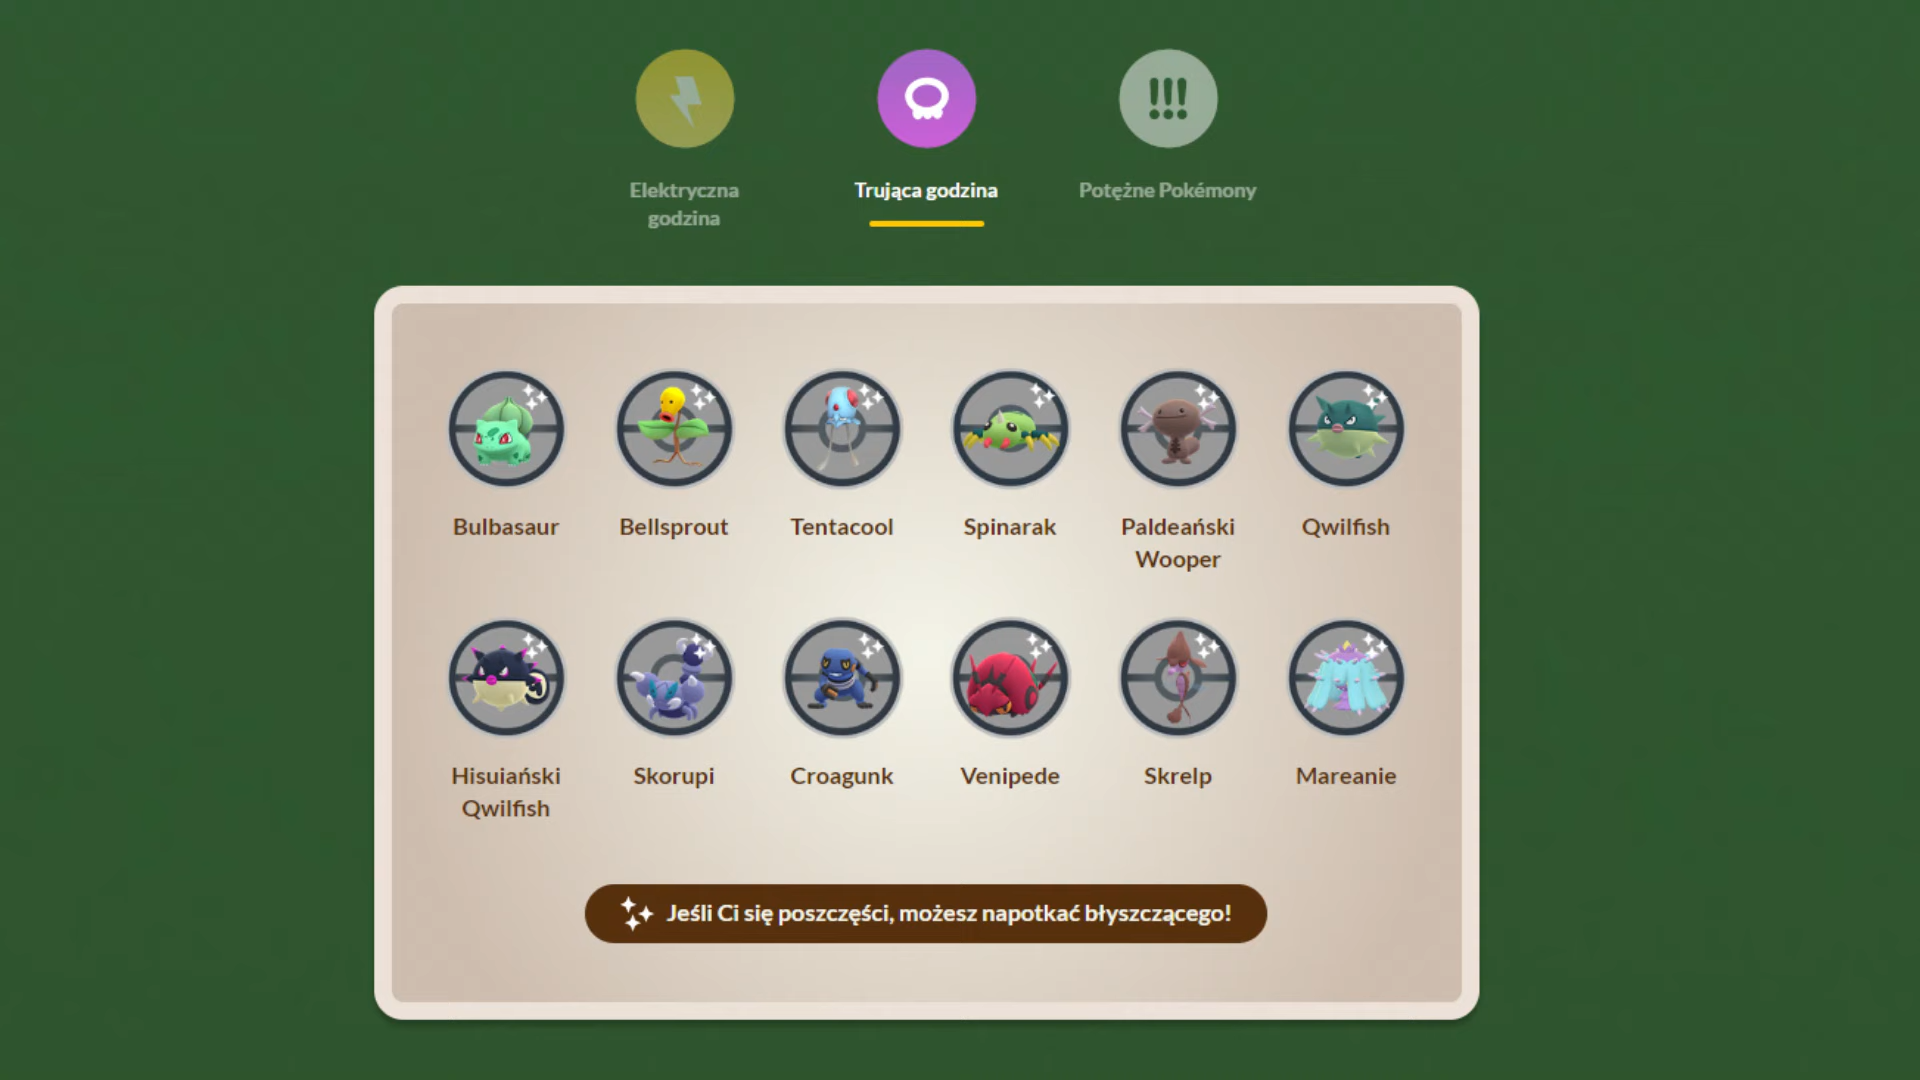 Elektryczna
godzina
Trująca godzina
Potężne Pokémony
Bulbasaur
Bellsprout
Tentacool
Spinarak
Paldeański
Wooper
Qwilfish
Hisuiański
Qwilfish
Skorupi
Croagunk
Venipede
Skrelp
Mareanie
Jeśli Ci się poszczęści, możesz napotkać błyszczącego!